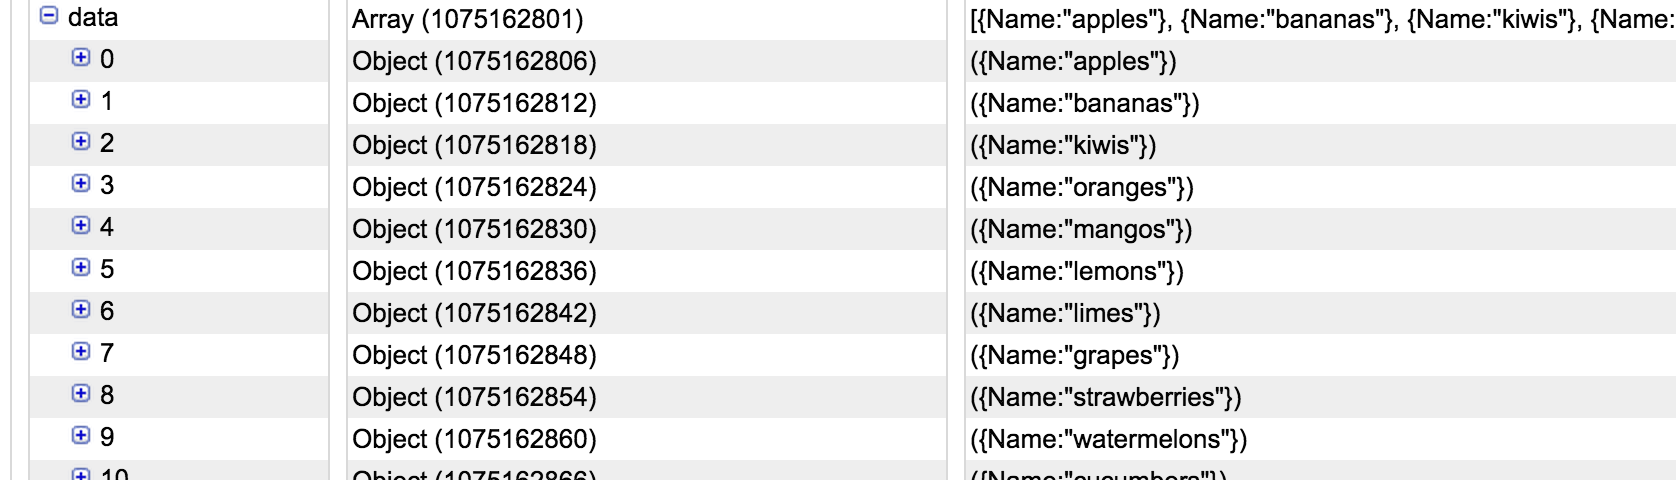 data Array (1075162801) [{Name:"apples"}, {Name:"bananas"}, {Name:"kiwis"}, {Name:
0 Object (1075162806) ({Name:"apples"})
1 Object (1075162812) ({Name:"bananas"})
2 Object (1075162818) ({Name:"kiwis"})
3 Object (1075162824) ({Name:"oranges"})
4 Object (1075162830) ({Name:"mangos"})
5 Object (1075162836) ({Name:"lemons"})
6 Object (1075162842) ({Name:"limes"})
7 Object (1075162848) ({Name:"grapes"})
8 Object (1075162854) ({Name:"strawberries"})
9 Object (1075162860) ({Name:"watermelons"})
10 Object (1075162866) ({Name:"cucumbers"})